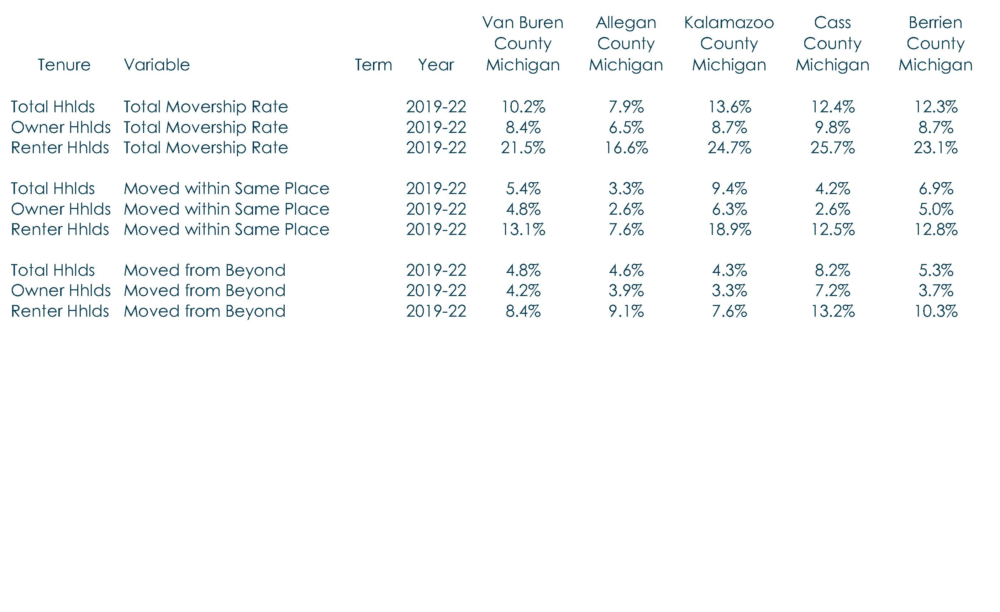 Van Buren Allegan Kalamazoo Cass Berrien
County County County County County
Tenure Variable Term Year Michigan Michigan Michigan Michigan Michigan
Total Hhlds Total Movership Rate 2019-22 10.2% 7.9% 13.6% 12.4% 12.3%
Owner Hhlds Total Movership Rate 2019-22 8.4% 6.5% 8.7% 9.8% 8.7%
Renter Hhlds Total Movership Rate 2019-22 21.5% 16.6% 24.7% 25.7% 23.1%
Total Hhlds Moved within Same Place 2019-22 5.4% 3.3% 9.4% 4.2% 6.9%
Owner Hhlds Moved within Same Place 2019-22 4.8% 2.6% 6.3% 2.6% 5.0%
Renter Hhlds Moved within Same Place 2019-22 13.1% 7.6% 18.9% 12.5% 12.8%
Total Hhlds Moved from Beyond 2019-22 4.8% 4.6% 4.3% 8.2% 5.3%
Owner Hhlds Moved from Beyond 2019-22 4.2% 3.9% 3.3% 7.2% 3.7%
Renter Hhlds Moved from Beyond 2019-22 8.4% 9.1% 7.6% 13.2% 10.3%